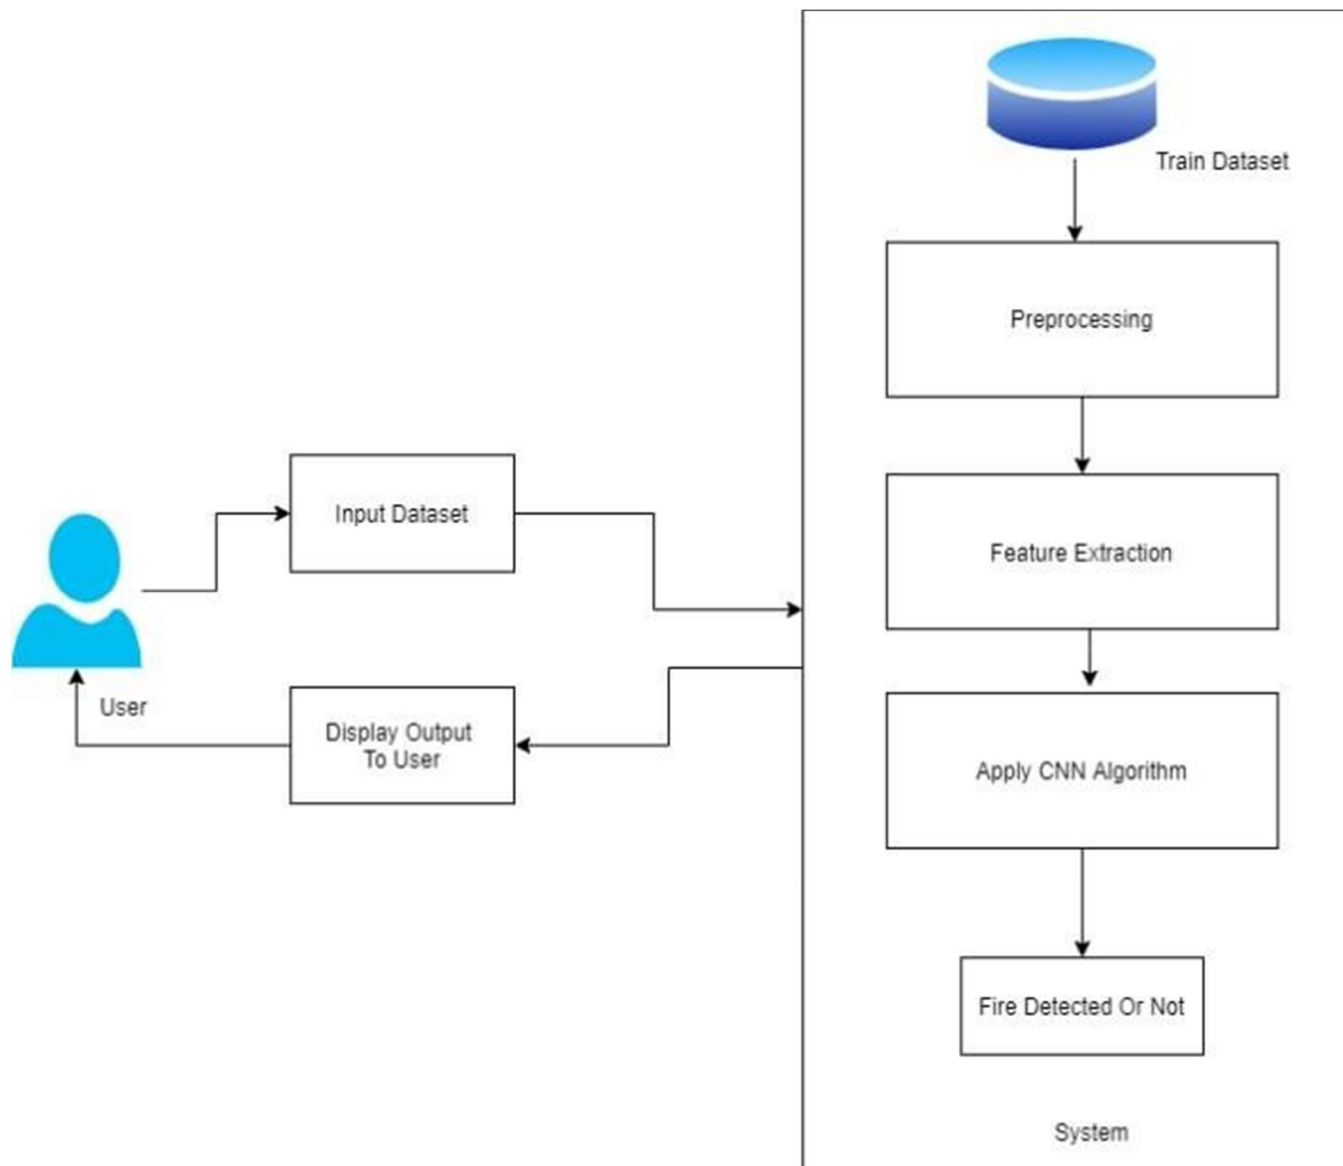 Train Dataset
Preprocessing
Input Dataset
Feature Extraction
User
Display Output
To User
Apply CNN Algorithm
Fire Detected Or Not
System